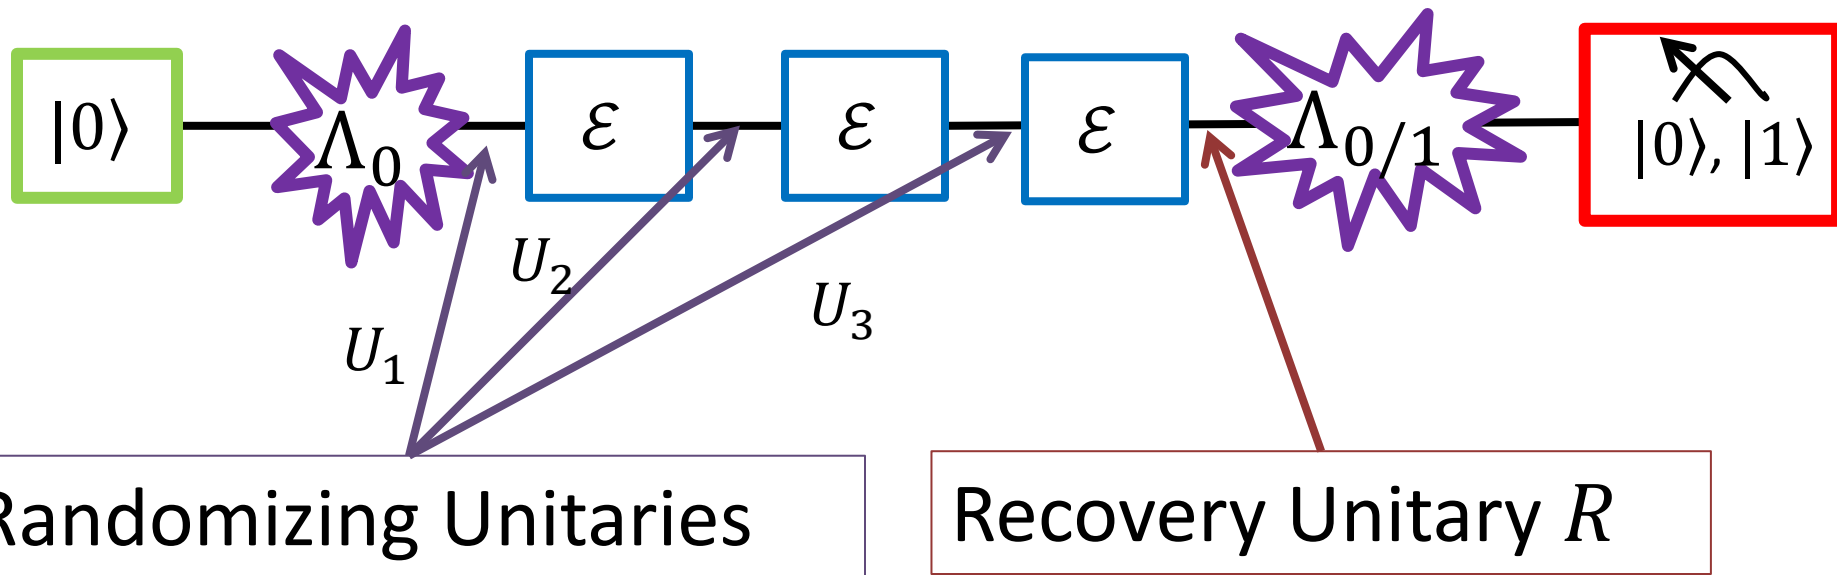 |0⟩ Λ₀ ℰ ℰ ℰ Λ₀/₁ |0⟩, |1⟩
U₂
U₃
U₁
Randomizing Unitaries
Recovery Unitary R